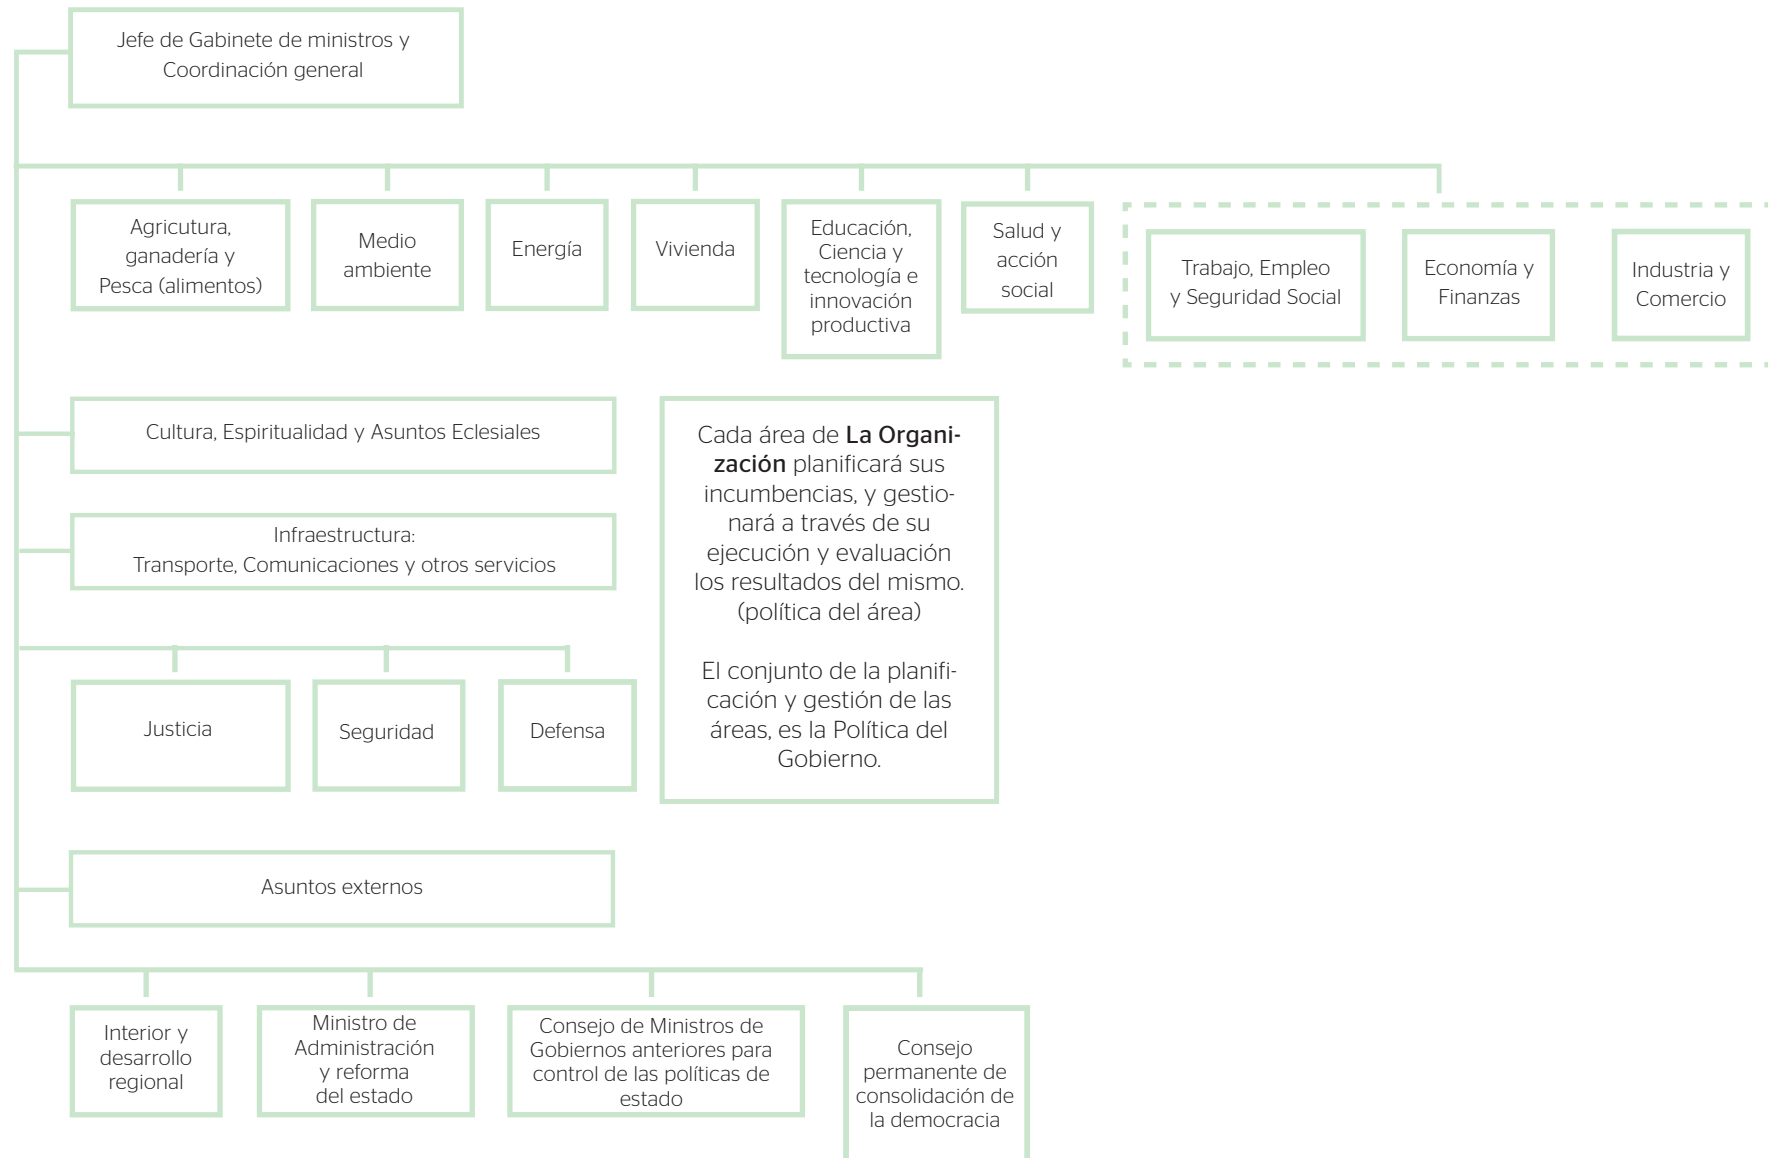 Jefe de Gabinete de ministros y
Coordinación general
Agricutura,
ganadería y
Pesca (alimentos)
Medio
ambiente
Energía
Vivienda
Educación,
Ciencia y
tecnología e
innovación
productiva
Salud y
acción
social
Trabajo, Empleo
y Seguridad Social
Economía y
Finanzas
Industria y
Comercio
Cultura, Espiritualidad y Asuntos Eclesiales
Infraestructura:
Transporte, Comunicaciones y otros servicios
Cada área de La Organi-
zación planificará sus
incumbencias, y gestio-
nará a través de su
ejecución y evaluación
los resultados del mismo.
(política del área)
El conjunto de la planifi-
cación y gestión de las
áreas, es la Política del
Gobierno.
Justicia
Seguridad
Defensa
Asuntos externos
Interior y
desarrollo
regional
Ministro de
Administración
y reforma
del estado
Consejo de Ministros de
Gobiernos anteriores para
control de las políticas de
estado
Consejo
permanente de
consolidación de
la democracia